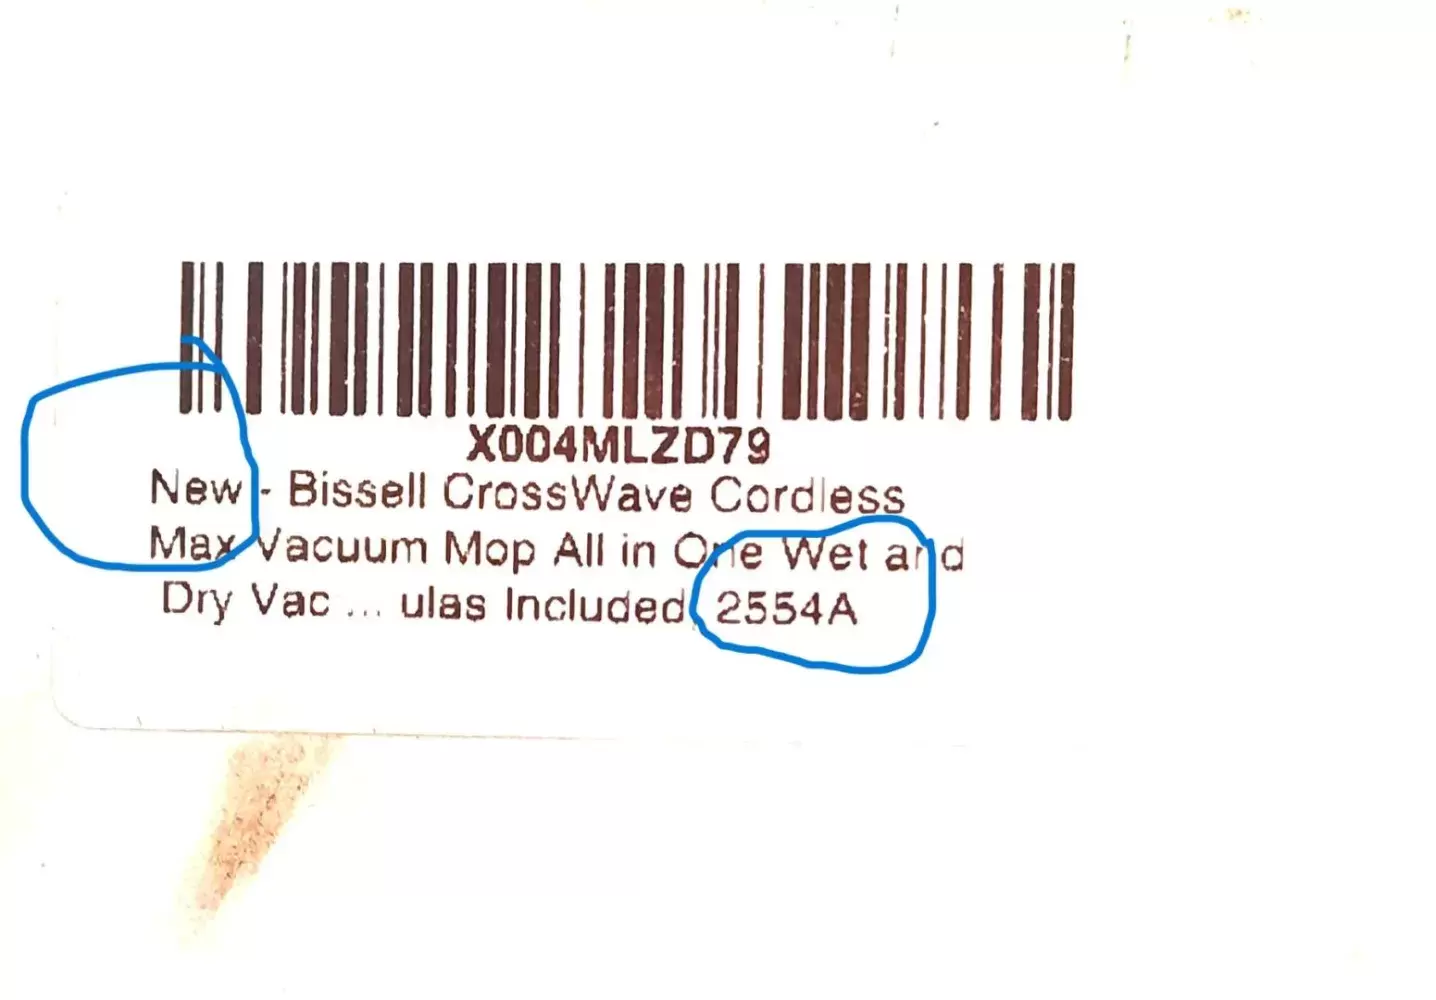 X004MLZD79
New - Bissell CrossWave Cordless
Max Vacuum Mop All in One Wet and
Dry Vac ... ulas Included, 2554A